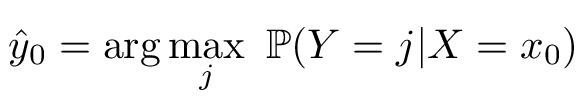 ŷ₀ = arg max_j ℙ(Y = j|X = x₀)